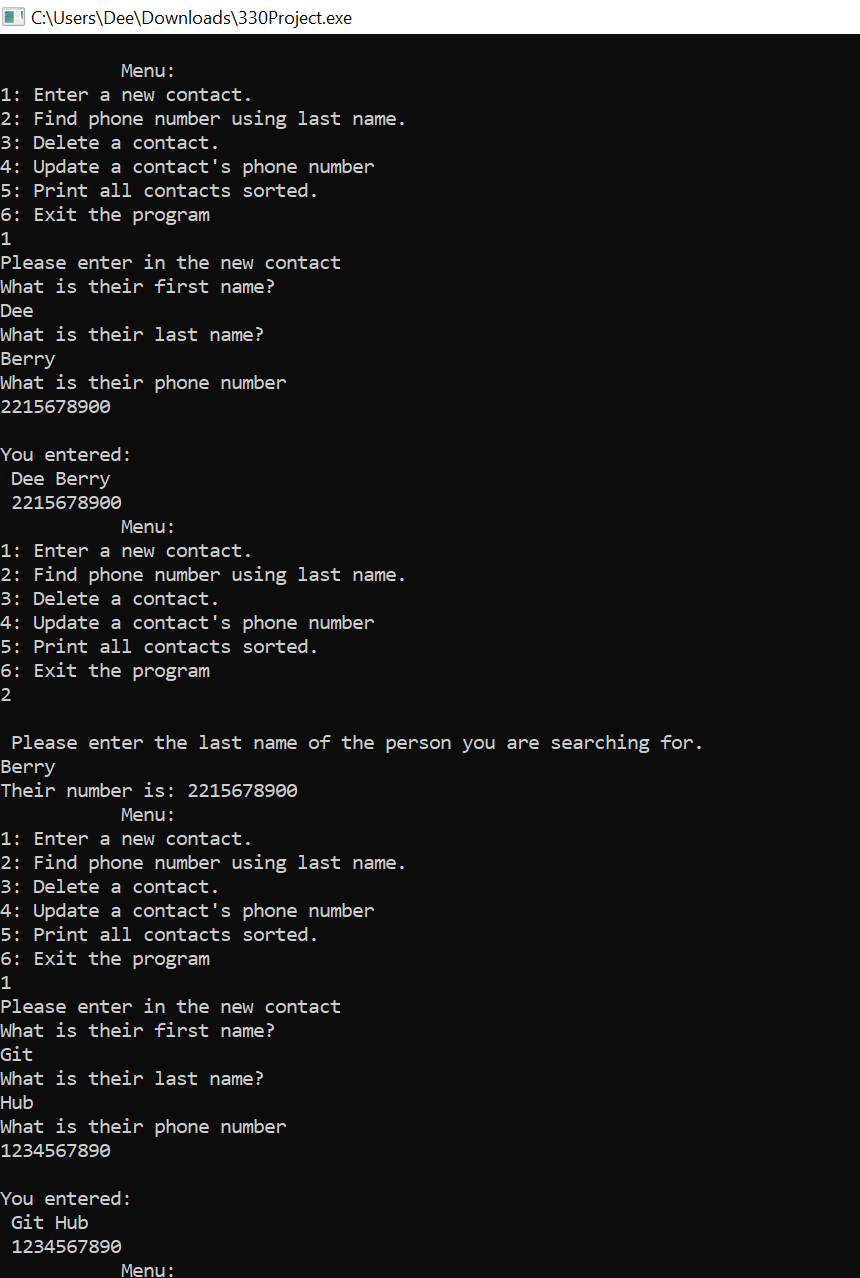 C:\Users\Dee\Downloads\330Project.exe
Menu:
1: Enter a new contact.
2: Find phone number using last name.
3: Delete a contact.
4: Update a contact's phone number
5: Print all contacts sorted.
6: Exit the program
1
Please enter in the new contact
What is their first name?
Dee
What is their last name?
Berry
What is their phone number
2215678900
You entered:
Dee Berry
2215678900
Menu:
1: Enter a new contact.
2: Find phone number using last name.
3: Delete a contact.
4: Update a contact's phone number
5: Print all contacts sorted.
6: Exit the program
2
Please enter the last name of the person you are searching for.
Berry
Their number is: 2215678900
Menu:
1: Enter a new contact.
2: Find phone number using last name.
3: Delete a contact.
4: Update a contact's phone number
5: Print all contacts sorted.
6: Exit the program
1
Please enter in the new contact
What is their first name?
Git
What is their last name?
Hub
What is their phone number
1234567890
You entered:
Git Hub
1234567890
Menu: